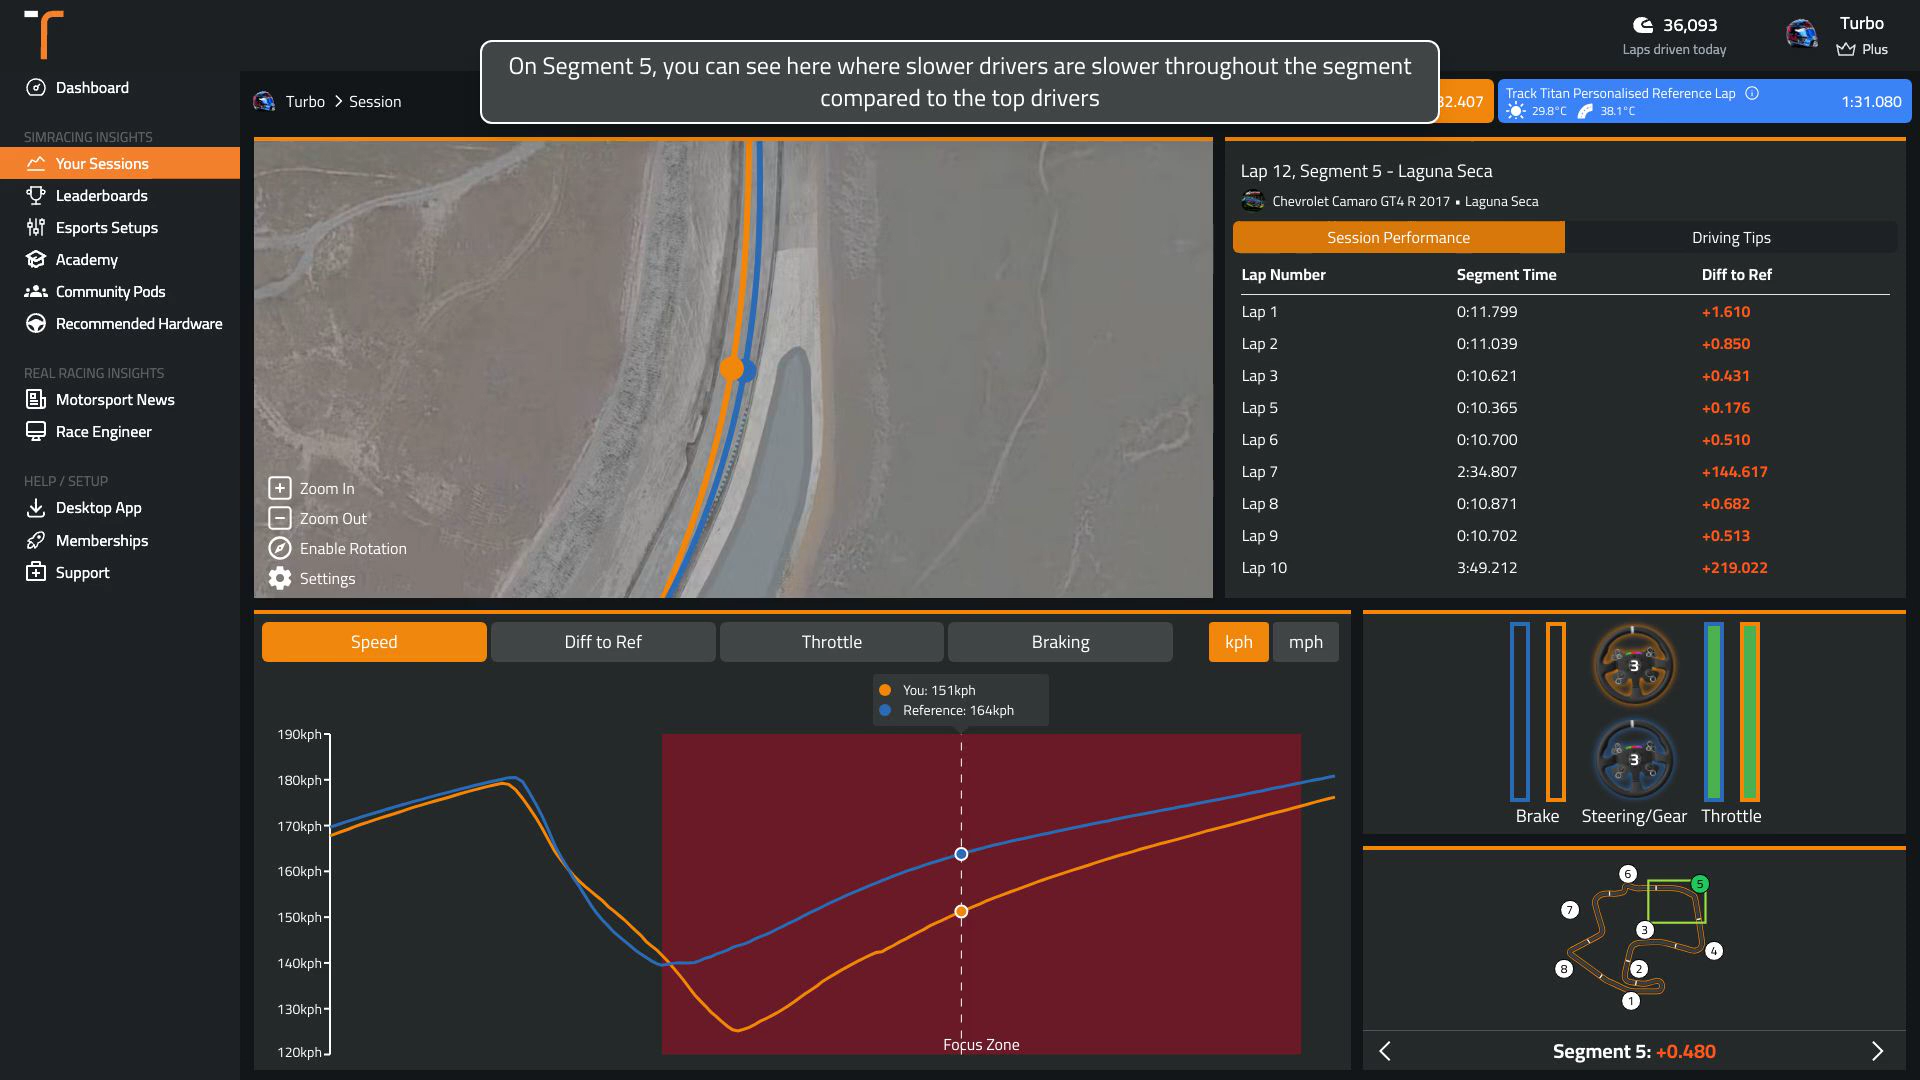 36,093
Laps driven today
Turbo
Plus
On Segment 5, you can see here where slower drivers are slower throughout the segment
compared to the top drivers
Dashboard
SIMRACING INSIGHTS
Your Sessions
Leaderboards
Esports Setups
Academy
Community Pods
Recommended Hardware
REAL RACING INSIGHTS
Motorsport News
Race Engineer
HELP / SETUP
Desktop App
Memberships
Support
Turbo > Session
32.407
Track Titan Personalised Reference Lap
29.8°C 38.1°C
1:31.080
Zoom In
Zoom Out
Enable Rotation
Settings
Lap 12, Segment 5 - Laguna Seca
Chevrolet Camaro GT4 R 2017 • Laguna Seca
Session Performance Driving Tips
Lap Number Segment Time Diff to Ref
Lap 1 0:11.799 +1.610
Lap 2 0:11.039 +0.850
Lap 3 0:10.621 +0.431
Lap 5 0:10.365 +0.176
Lap 6 0:10.700 +0.510
Lap 7 2:34.807 +144.617
Lap 8 0:10.871 +0.682
Lap 9 0:10.702 +0.513
Lap 10 3:49.212 +219.022
Speed Diff to Ref Throttle Braking kph mph
You: 151kph
Reference: 164kph
190kph
180kph
170kph
160kph
150kph
140kph
130kph
120kph
Focus Zone
3
3
Brake Steering/Gear Throttle
6
5
7
3
4
8
2
1
Segment 5: +0.480